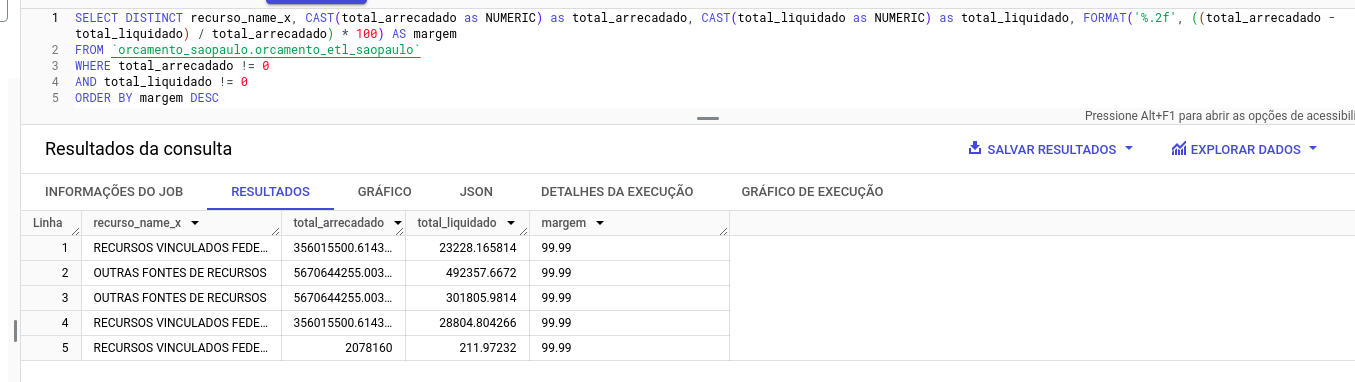 1 SELECT DISTINCT recurso_name_x, CAST(total_arrecadado as NUMERIC) as total_arrecadado, CAST(total_liquidado as NUMERIC) as total_liquidado, FORMAT('%.2f', ((total_arrecadado -
total_liquidado) / total_arrecadado) * 100) AS margem
2 FROM `orcamento_saopaulo.orcamento_etl_saopaulo`
3 WHERE total_arrecadado != 0
4 AND total_liquidado != 0
5 ORDER BY margem DESC
Pressione Alt+F1 para abrir as opções de acessibili
Resultados da consulta SALVAR RESULTADOS EXPLORAR DADOS
INFORMAÇÕES DO JOB RESULTADOS GRÁFICO JSON DETALHES DA EXECUÇÃO GRÁFICO DE EXECUÇÃO
Linha recurso_name_x total_arrecadado total_liquidado margem
1 RECURSOS VINCULADOS FEDE... 356015500.6143... 23228.165814 99.99
2 OUTRAS FONTES DE RECURSOS 5670644255.003... 492357.6672 99.99
3 OUTRAS FONTES DE RECURSOS 5670644255.003... 301805.9814 99.99
4 RECURSOS VINCULADOS FEDE... 356015500.6143... 28804.804266 99.99
5 RECURSOS VINCULADOS FEDE... 2078160 211.97232 99.99